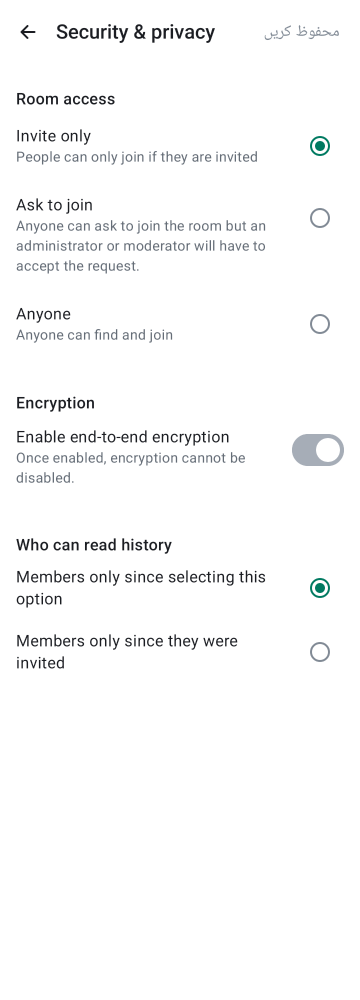 Security & privacy
محفوظ کریں
Room access
Invite only
People can only join if they are invited
Ask to join
Anyone can ask to join the room but an
administrator or moderator will have to
accept the request.
Anyone
Anyone can find and join
Encryption
Enable end-to-end encryption
Once enabled, encryption cannot be
disabled.
Who can read history
Members only since selecting this
option
Members only since they were
invited